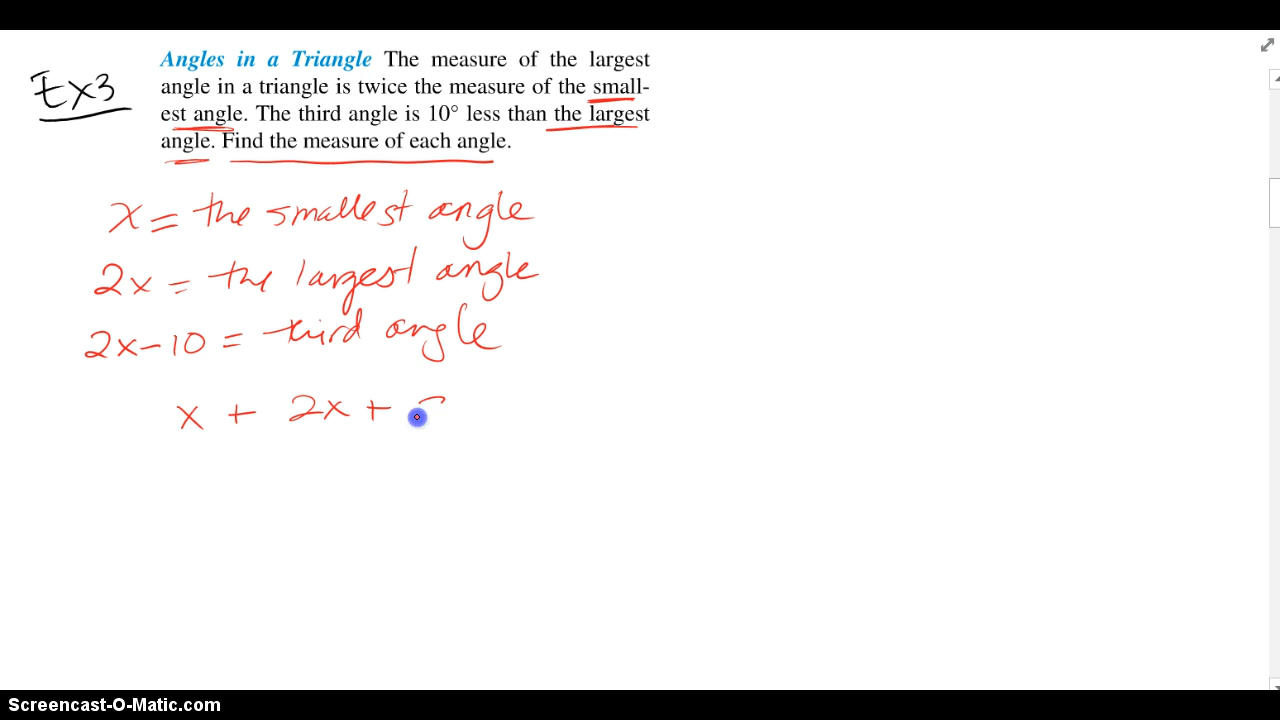 Ex3
Angles in a Triangle The measure of the largest
angle in a triangle is twice the measure of the small-
est angle. The third angle is 10° less than the largest
angle. Find the measure of each angle.
x = the smallest angle
2x = the largest angle
2x-10 = third angle
x + 2x +
Screencast-O-Matic.com